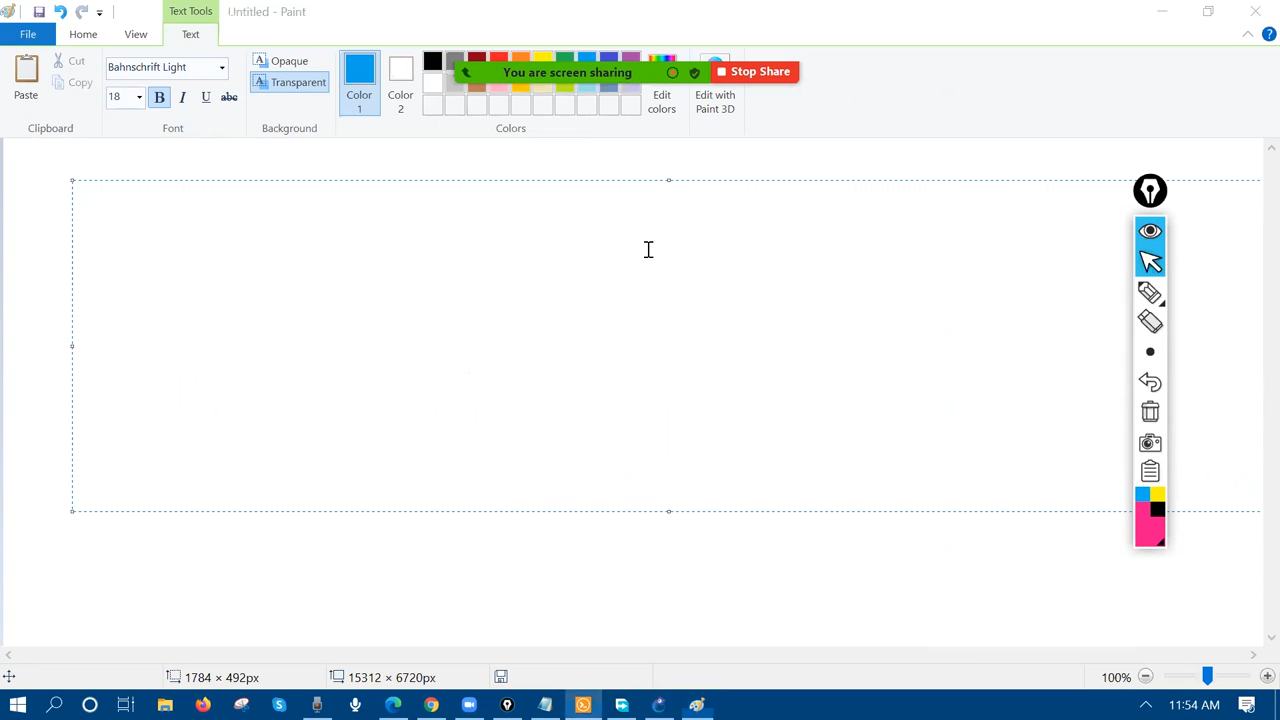 Text Tools
Untitled - Paint
File
Home
View
Text
Paste
Cut
Copy
Clipboard
Bahnschrift Light
18
B
I
U
abc
Font
A
Opaque
A
Transparent
Background
Color
1
Color
2
You are screen sharing
Stop Share
Edit
colors
Edit with
Paint 3D
Colors
1784 × 492px
15312 × 6720px
100%
11:54 AM